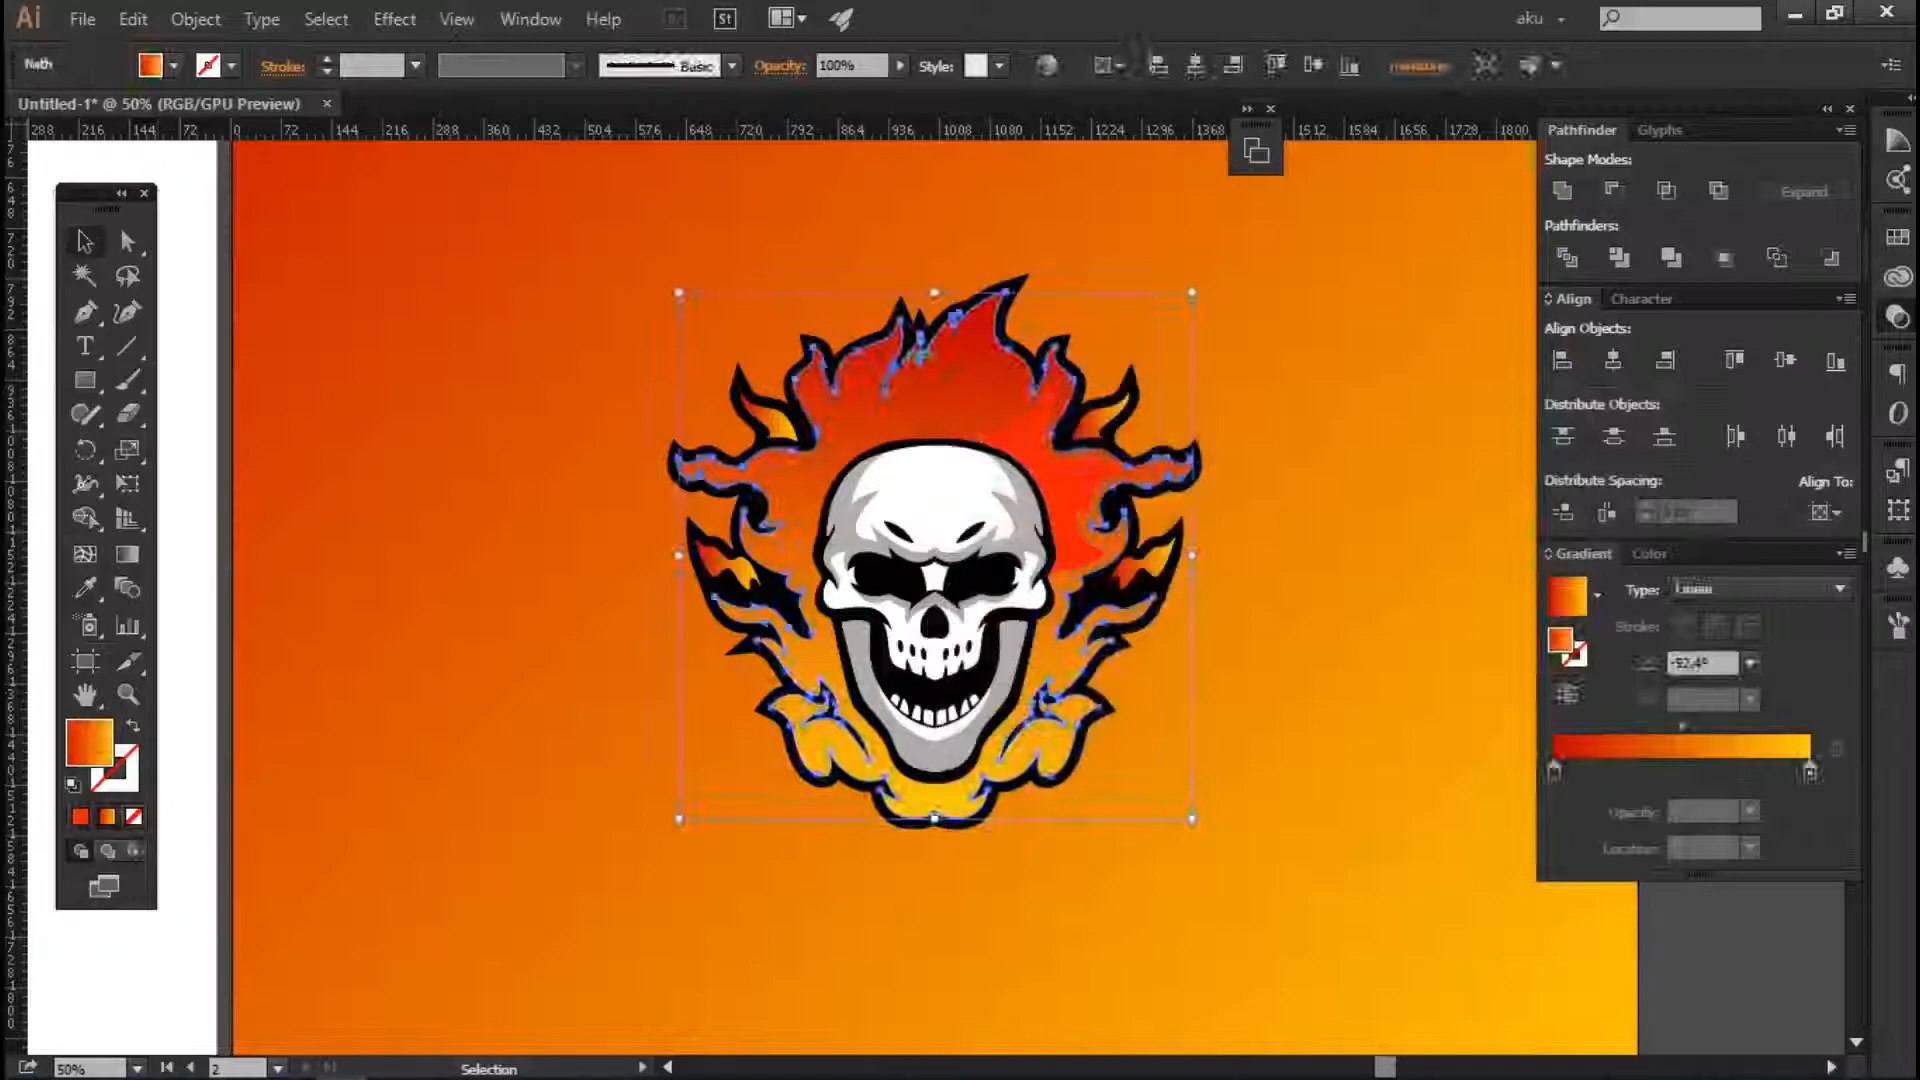 Ai File Edit Object Type Select Effect View Window Help Br St aku
Stroke: Basic Opacity: 100% Style:
Untitled-1* @ 50% (RGB/GPU Preview)
288 216 144 72 0 72 144 216 288 360 432 504 576 648 720 792 864 936 1008 1080 1152 1224 1296 1368 1512 1584 1656 1728 1800
Pathfinder Glyphs
Shape Modes:
Expand
Pathfinders:
Align Character
Align Objects:
Distribute Objects:
Distribute Spacing: Align To:
Gradient Color
Type: Linear
Stroke:
-92.4°
Opacity:
Location:
50% 2 Selection